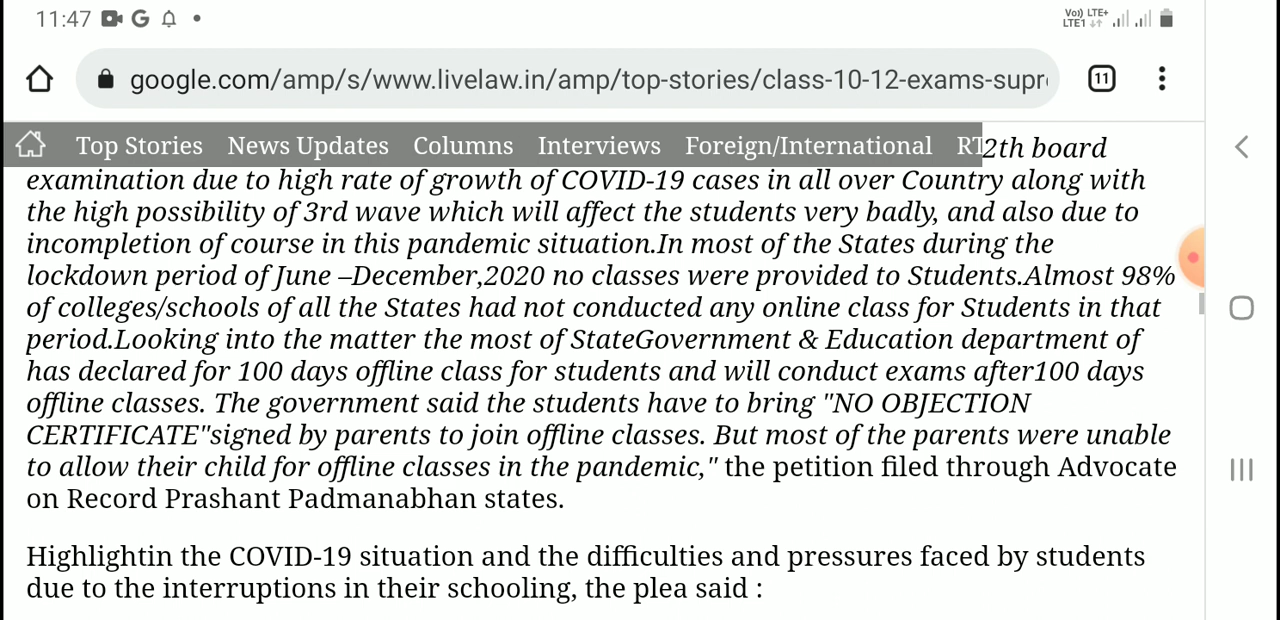 11:47
Vo) LTE+
LTE1
google.com/amp/s/www.livelaw.in/amp/top-stories/class-10-12-exams-supr
11
Top Stories News Updates Columns Interviews Foreign/International RT
2th board
examination due to high rate of growth of COVID-19 cases in all over Country along with
the high possibility of 3rd wave which will affect the students very badly, and also due to
incompletion of course in this pandemic situation.In most of the States during the
lockdown period of June –December,2020 no classes were provided to Students.Almost 98%
of colleges/schools of all the States had not conducted any online class for Students in that
period.Looking into the matter the most of StateGovernment & Education department of
has declared for 100 days offline class for students and will conduct exams after100 days
offline classes. The government said the students have to bring "NO OBJECTION
CERTIFICATE"signed by parents to join offline classes. But most of the parents were unable
to allow their child for offline classes in the pandemic," the petition filed through Advocate
on Record Prashant Padmanabhan states.
Highlightin the COVID-19 situation and the difficulties and pressures faced by students
due to the interruptions in their schooling, the plea said :